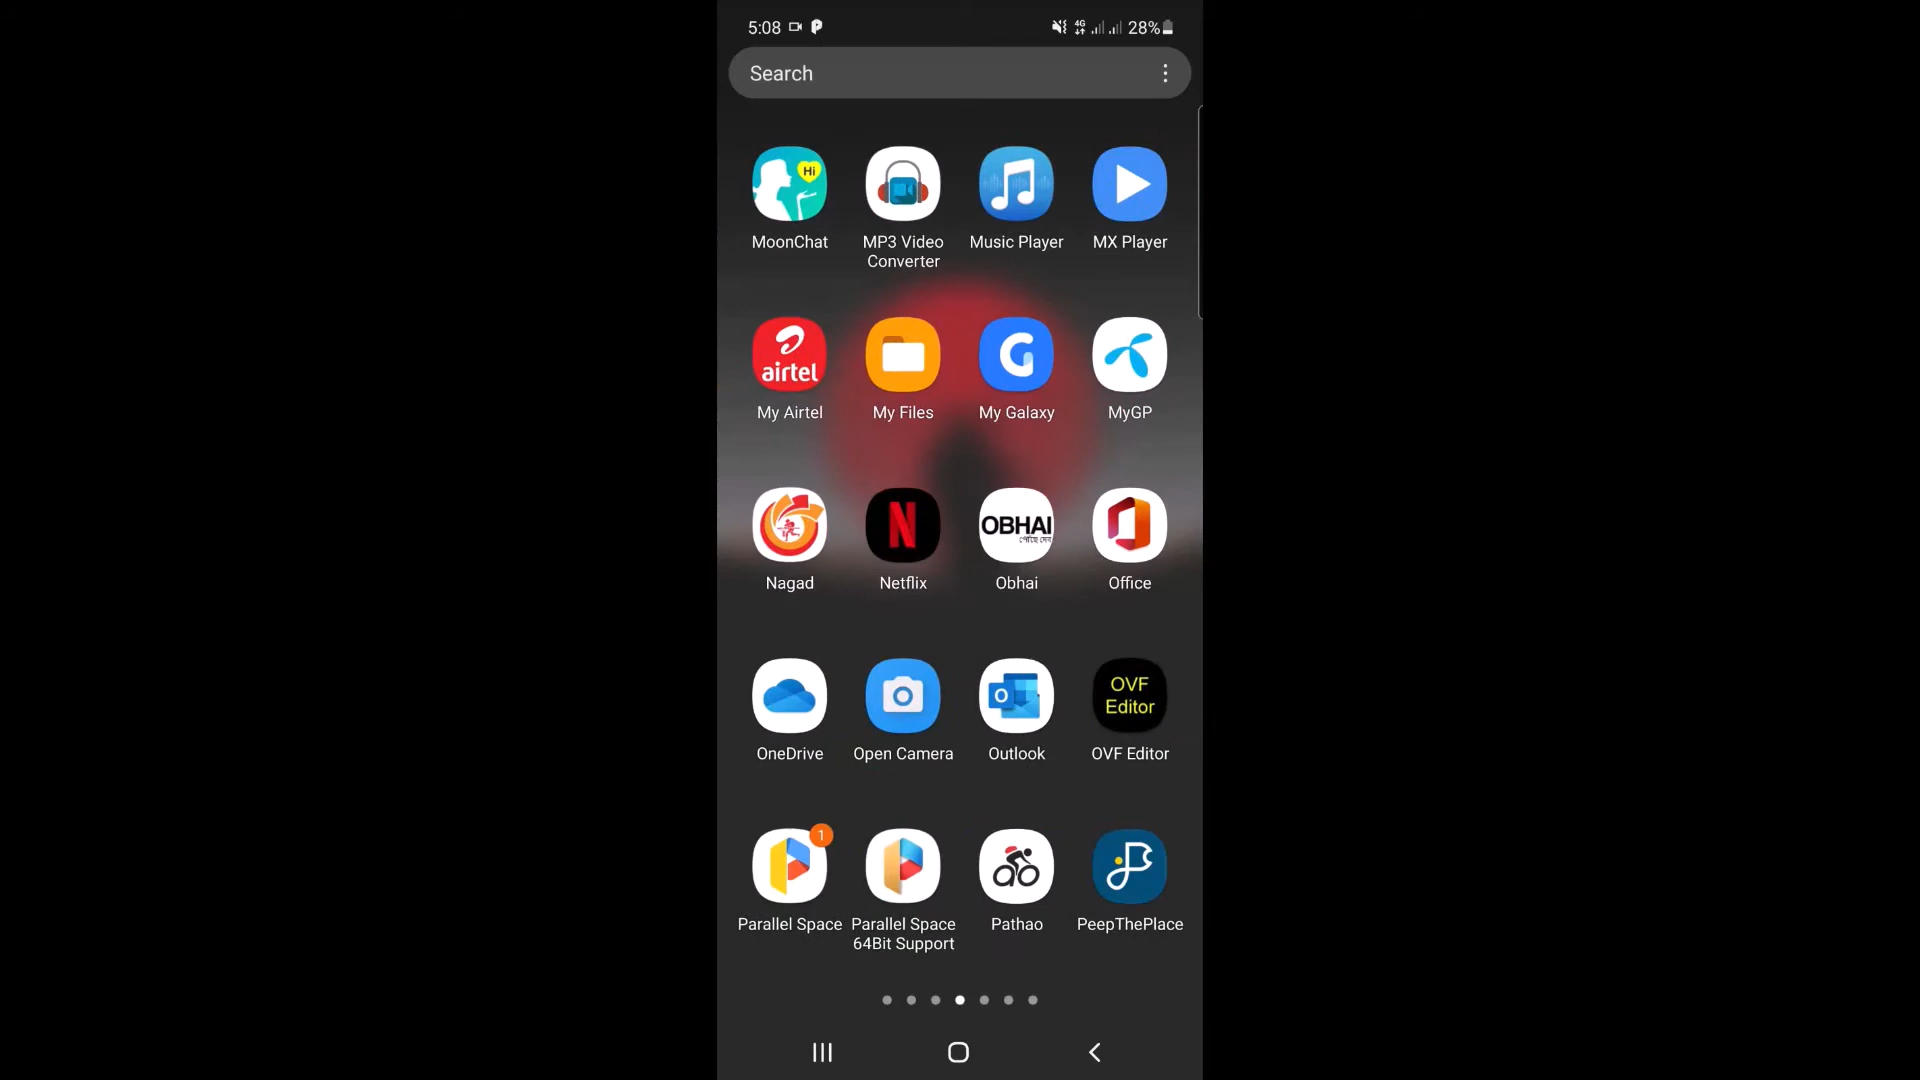 5:08
4G
28%
Search
Hi
MoonChat
MP3 Video
Converter
Music Player
MX Player
airtel
My Airtel
My Files
My Galaxy
MyGP
Nagad
Netflix
OBHAI
Obhai
Office
OneDrive
Open Camera
Outlook
OVF
Editor
OVF Editor
1
Parallel Space
Parallel Space
64Bit Support
Pathao
PeepThePlace